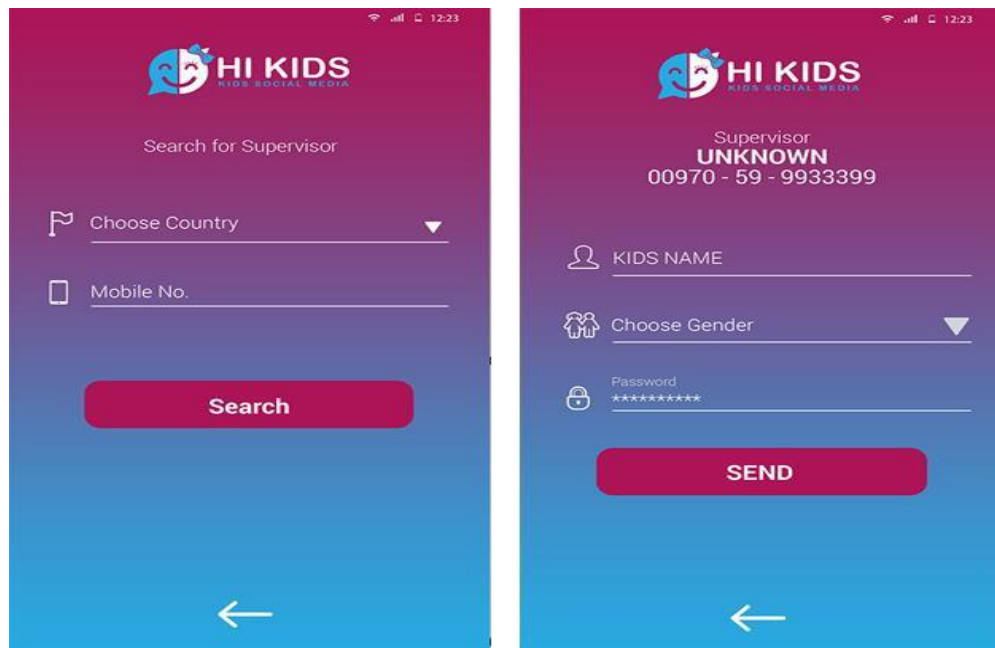 12:23
HI KIDS
KIDS SOCIAL MEDIA
Search for Supervisor
Choose Country
Mobile No.
Search
12:23
HI KIDS
KIDS SOCIAL MEDIA
Supervisor
UNKNOWN
00970 - 59 - 9933399
KIDS NAME
Choose Gender
Password
**********
SEND